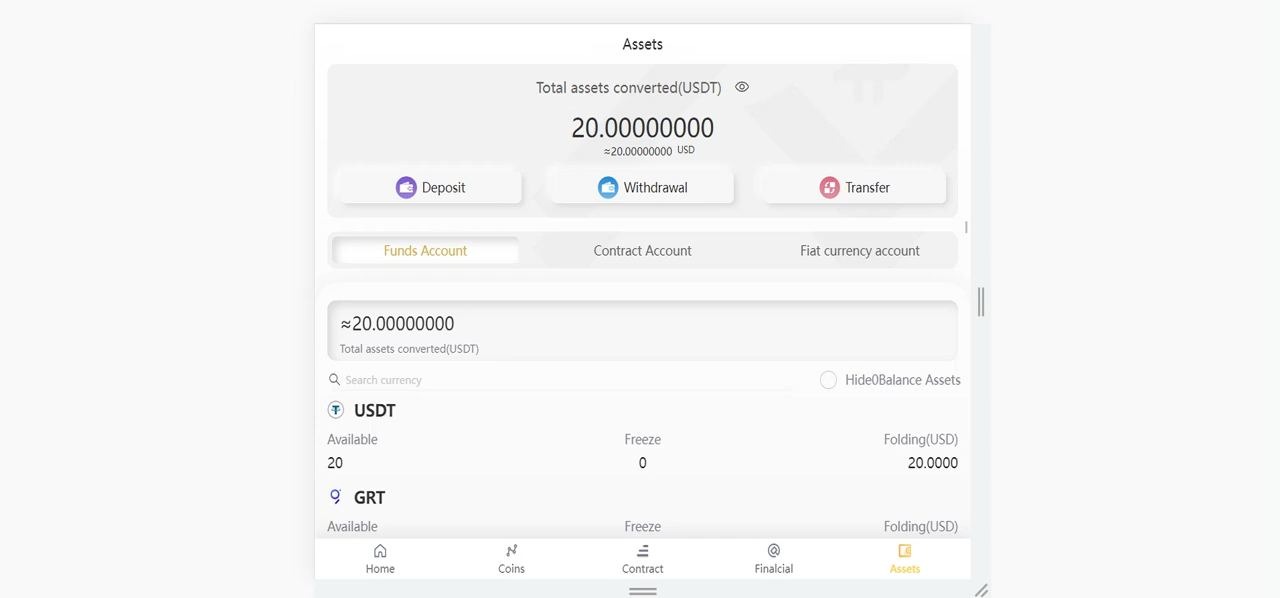 Assets
Total assets converted(USDT)
20.00000000
≈20.00000000 USD
Deposit Withdrawal Transfer
Funds Account Contract Account Fiat currency account
≈20.00000000
Total assets converted(USDT)
Search currency Hide0Balance Assets
USDT
Available Freeze Folding(USD)
20 0 20.0000
GRT
Available Freeze Folding(USD)
Home Coins Contract Finalcial Assets